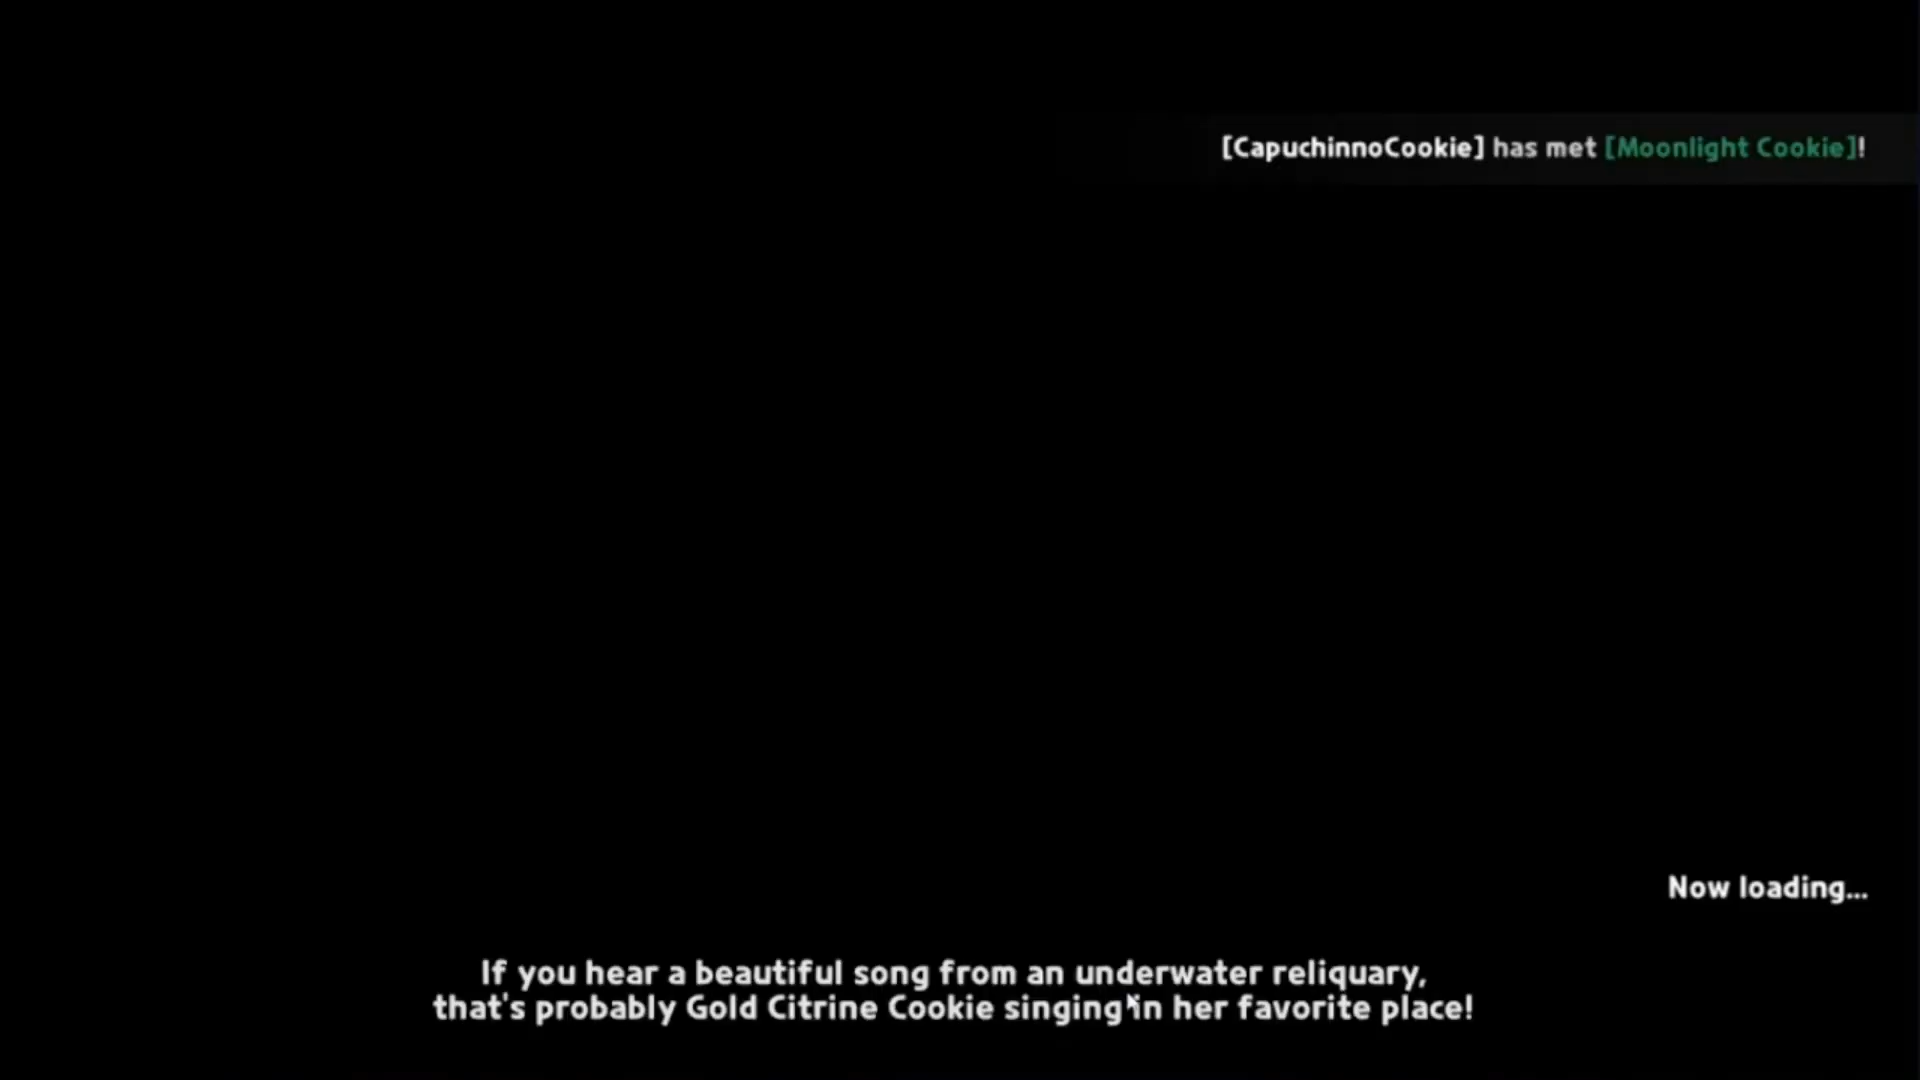 [CapuchinnoCookie] has met [Moonlight Cookie]!
Now loading...
If you hear a beautiful song from an underwater reliquary,
that's probably Gold Citrine Cookie singing in her favorite place!